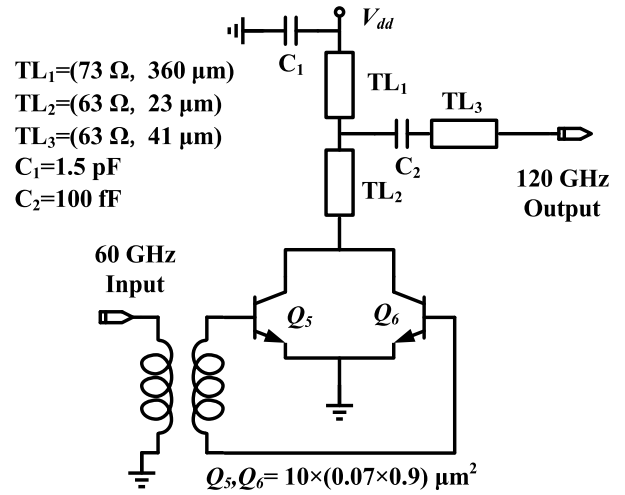 V_dd
C₁
TL₁=(73 Ω, 360 μm)
TL₂=(63 Ω, 23 μm)
TL₃=(63 Ω, 41 μm)
C₁=1.5 pF
C₂=100 fF
TL₁
TL₃
C₂
TL₂
120 GHz
Output
60 GHz
Input
Q₅
Q₆
Q₅,Q₆= 10×(0.07×0.9) μm²